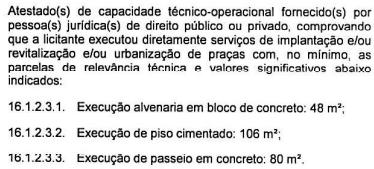 Atestado(s) de capacidade técnico-operacional fornecido(s) por
pessoa(s) jurídica(s) de direito público ou privado, comprovando
que a licitante executou diretamente serviços de implantação e/ou
revitalização e/ou urbanização de praças com, no mínimo, as
parcelas de relevância técnica e valores significativos abaixo
indicados:
16.1.2.3.1. Execução alvenaria em bloco de concreto: 48 m²;
16.1.2.3.2. Execução de piso cimentado: 106 m²;
16.1.2.3.3. Execução de passeio em concreto: 80 m².